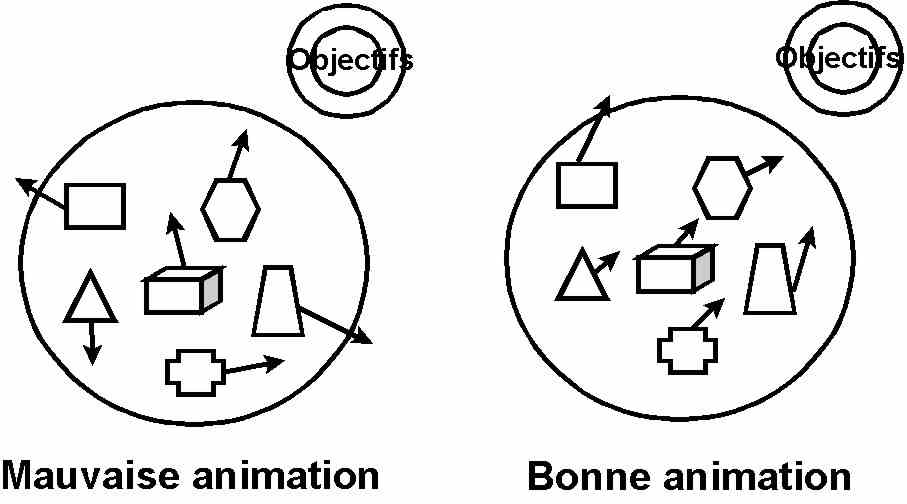 Objectifs
Objectifs
Mauvaise animation
Bonne animation